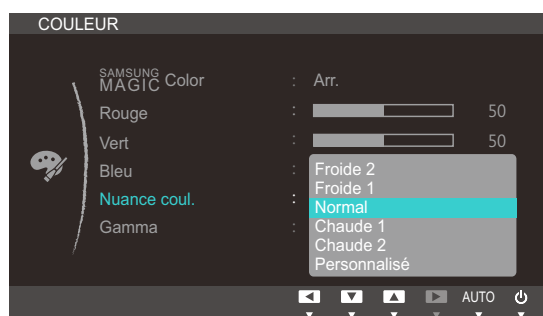 COULEUR
SAMSUNG MAGIC Color : Arr.
Rouge : 50
Vert : 50
Bleu :
Froide 2
Froide 1
Nuance coul. : Normal
Gamma : Chaude 1
Chaude 2
Personnalisé
AUTO